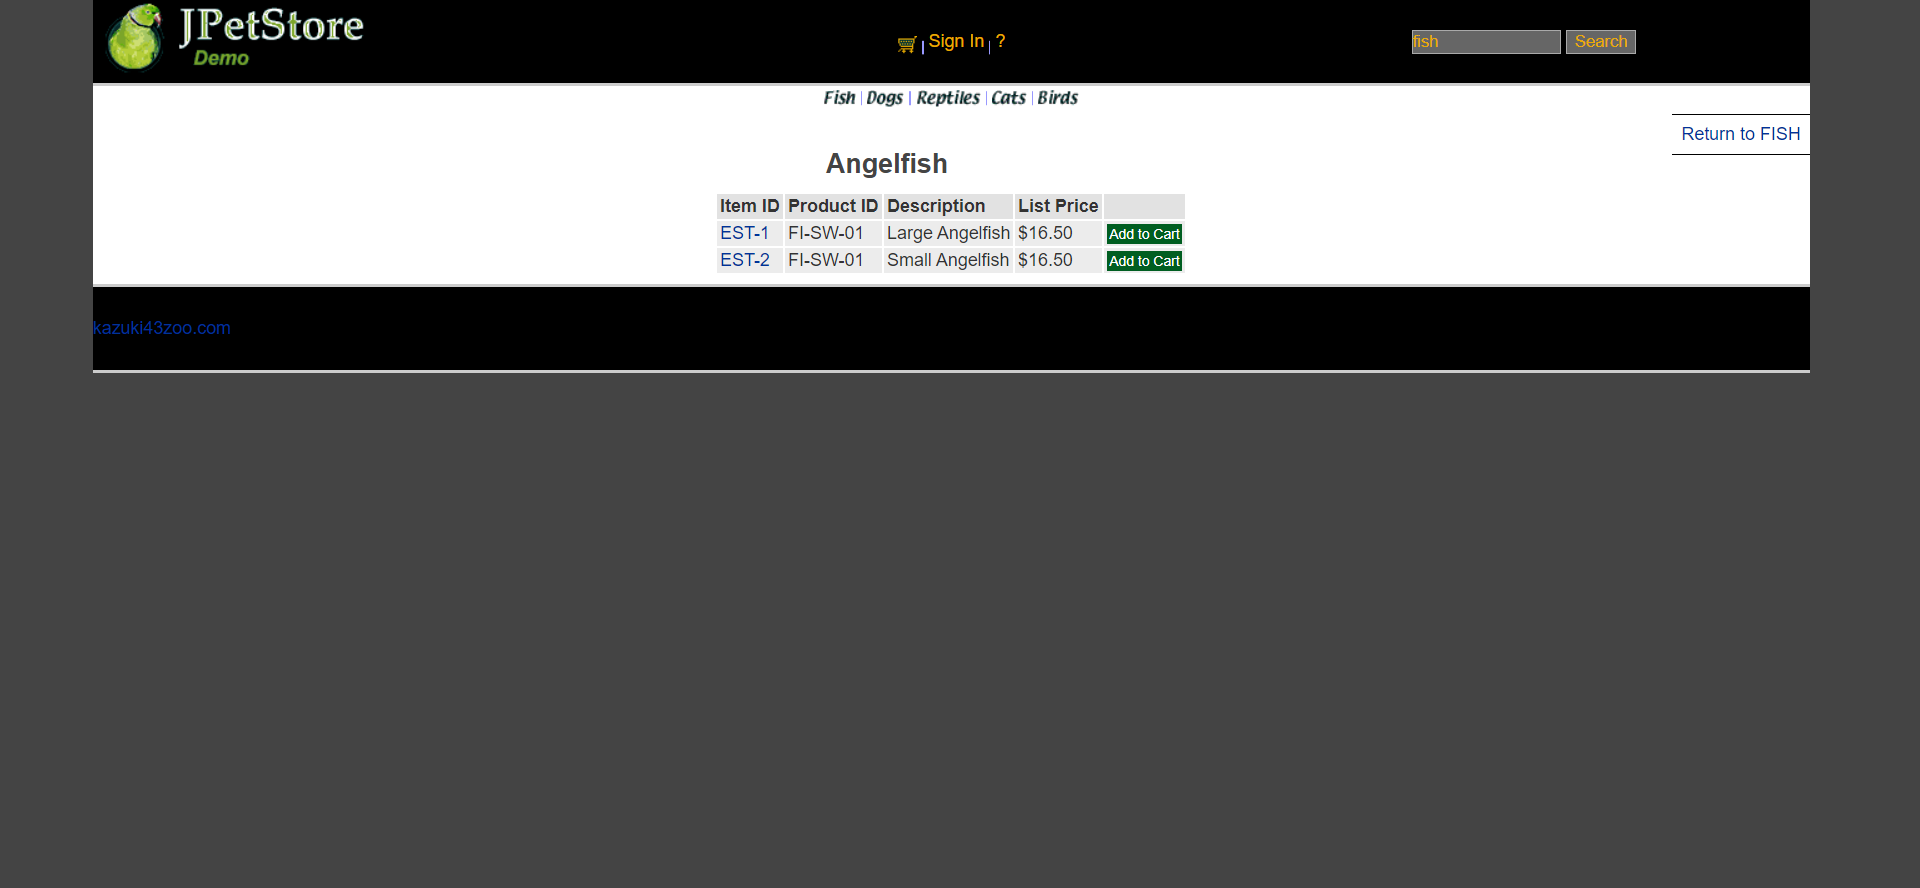 JPetStore
Demo
Sign In | ?
fish Search
Fish | Dogs | Reptiles | Cats | Birds
Return to FISH
Angelfish
Item ID Product ID Description List Price
EST-1 FI-SW-01 Large Angelfish $16.50 Add to Cart
EST-2 FI-SW-01 Small Angelfish $16.50 Add to Cart
kazuki43zoo.com